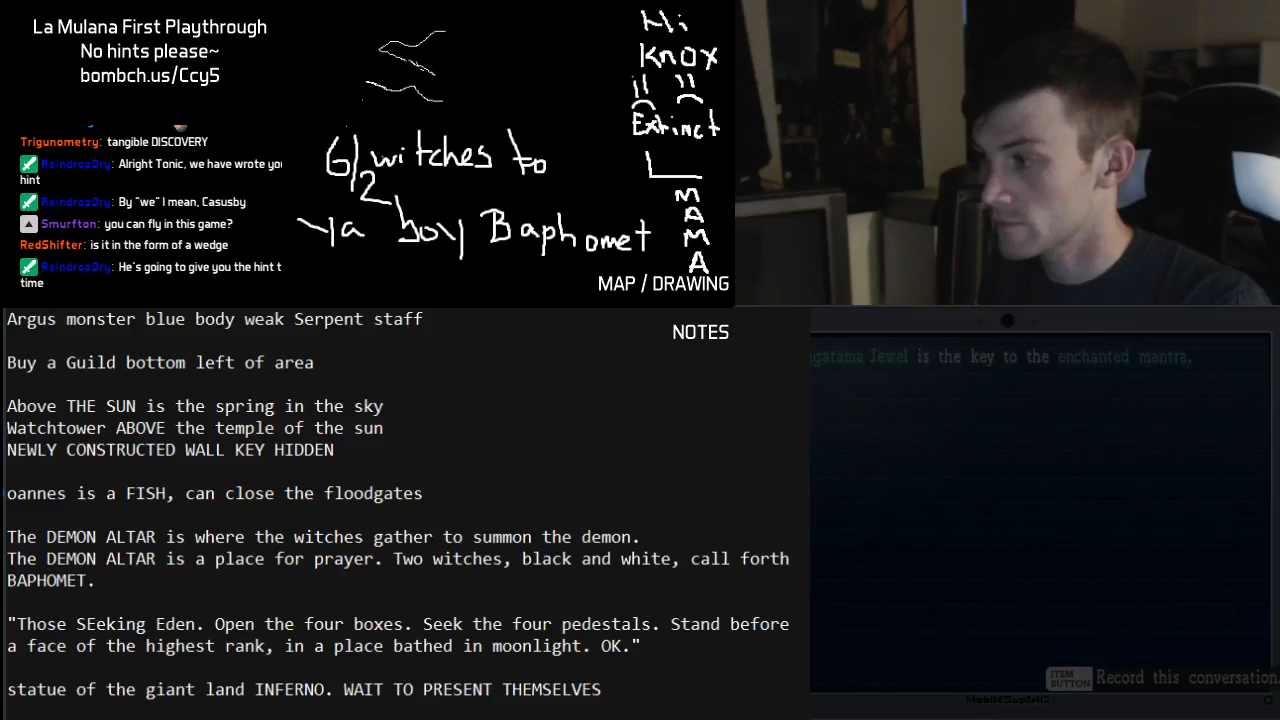 La Mulana First Playthrough
No hints please~
bombch.us/Ccy5
Trigunometry: tangible DISCOVERY
RaindropDry: Alright Tonic, we have wrote you
hint
RaindropDry: By "we" I mean, Casusby
Smurfton: you can fly in this game?
RedShifter: is it in the form of a wedge
RaindropDry: He's going to give you the hint t
time
6/2 witches to
ya boy Baphomet
Hi
Knox
Extinct
L
M
A
M
A
MAP / DRAWING
NOTES
Argus monster blue body weak Serpent staff
Buy a Guild bottom left of area
Above THE SUN is the spring in the sky
Watchtower ABOVE the temple of the sun
NEWLY CONSTRUCTED WALL KEY HIDDEN
oannes is a FISH, can close the floodgates
The DEMON ALTAR is where the witches gather to summon the demon.
The DEMON ALTAR is a place for prayer. Two witches, black and white, call forth
BAPHOMET.
"Those SEeking Eden. Open the four boxes. Seek the four pedestals. Stand before
a face of the highest rank, in a place bathed in moonlight. OK."
statue of the giant land INFERNO. WAIT TO PRESENT THEMSELVES
gatama Jewel is the key to the enchanted mantra.
ITEM
BUTTON
Record this conversation.